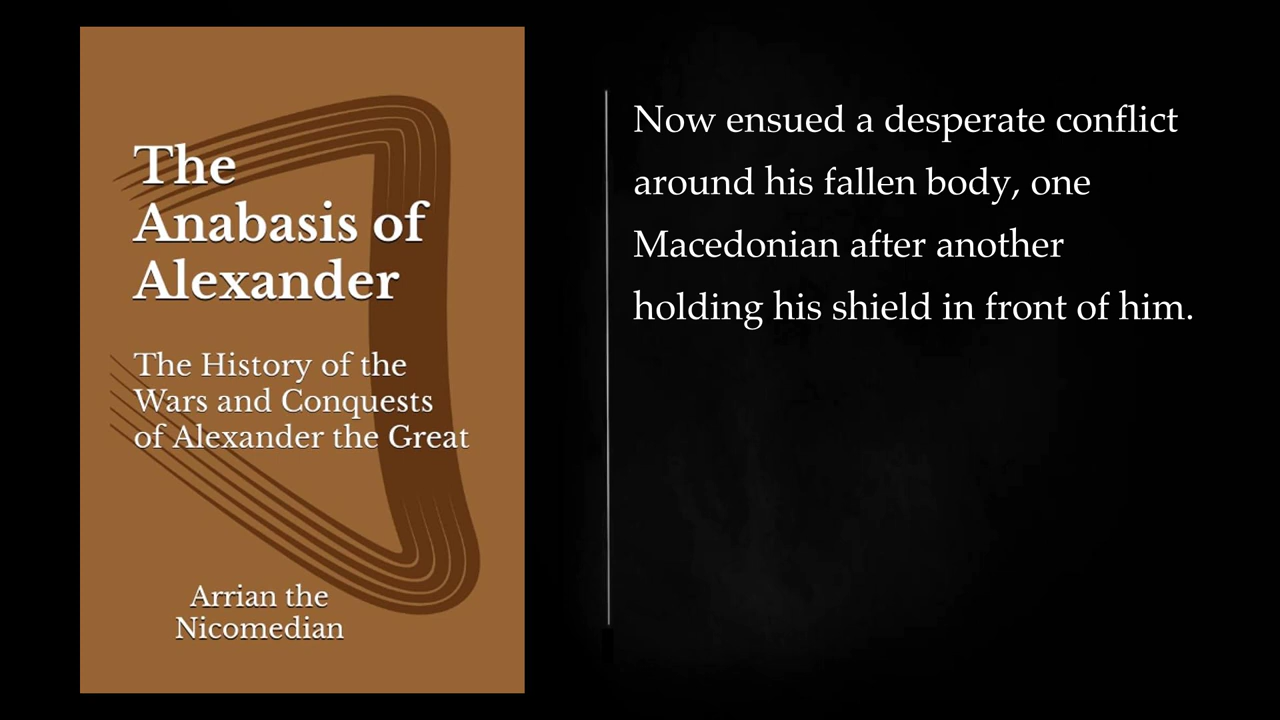 The
Anabasis of
Alexander
The History of the
Wars and Conquests
of Alexander the Great
Arrian the
Nicomedian
Now ensued a desperate conflict
around his fallen body, one
Macedonian after another
holding his shield in front of him.